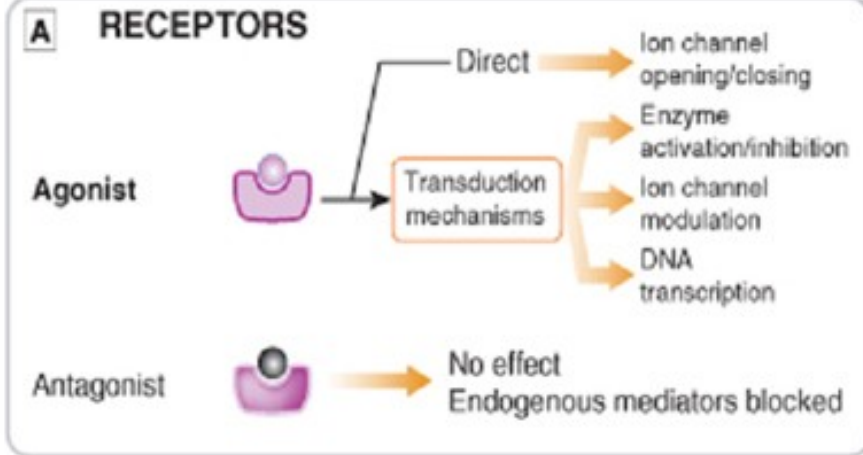 A RECEPTORS
Direct
Ion channel
opening/closing
Enzyme
activation/inhibition
Agonist
Transduction
mechanisms
Ion channel
modulation
DNA
transcription
Antagonist
No effect
Endogenous mediators blocked